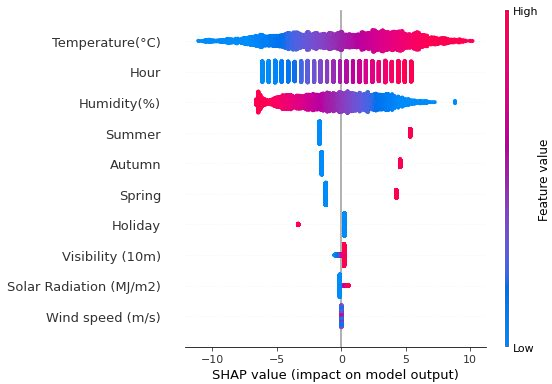 High
Temperature(°C)
Hour
Humidity(%)
Summer
Autumn
Spring
Holiday
Visibility (10m)
Solar Radiation (MJ/m2)
Wind speed (m/s)
Feature value
Low
−10
−5
0
5
10
SHAP value (impact on model output)